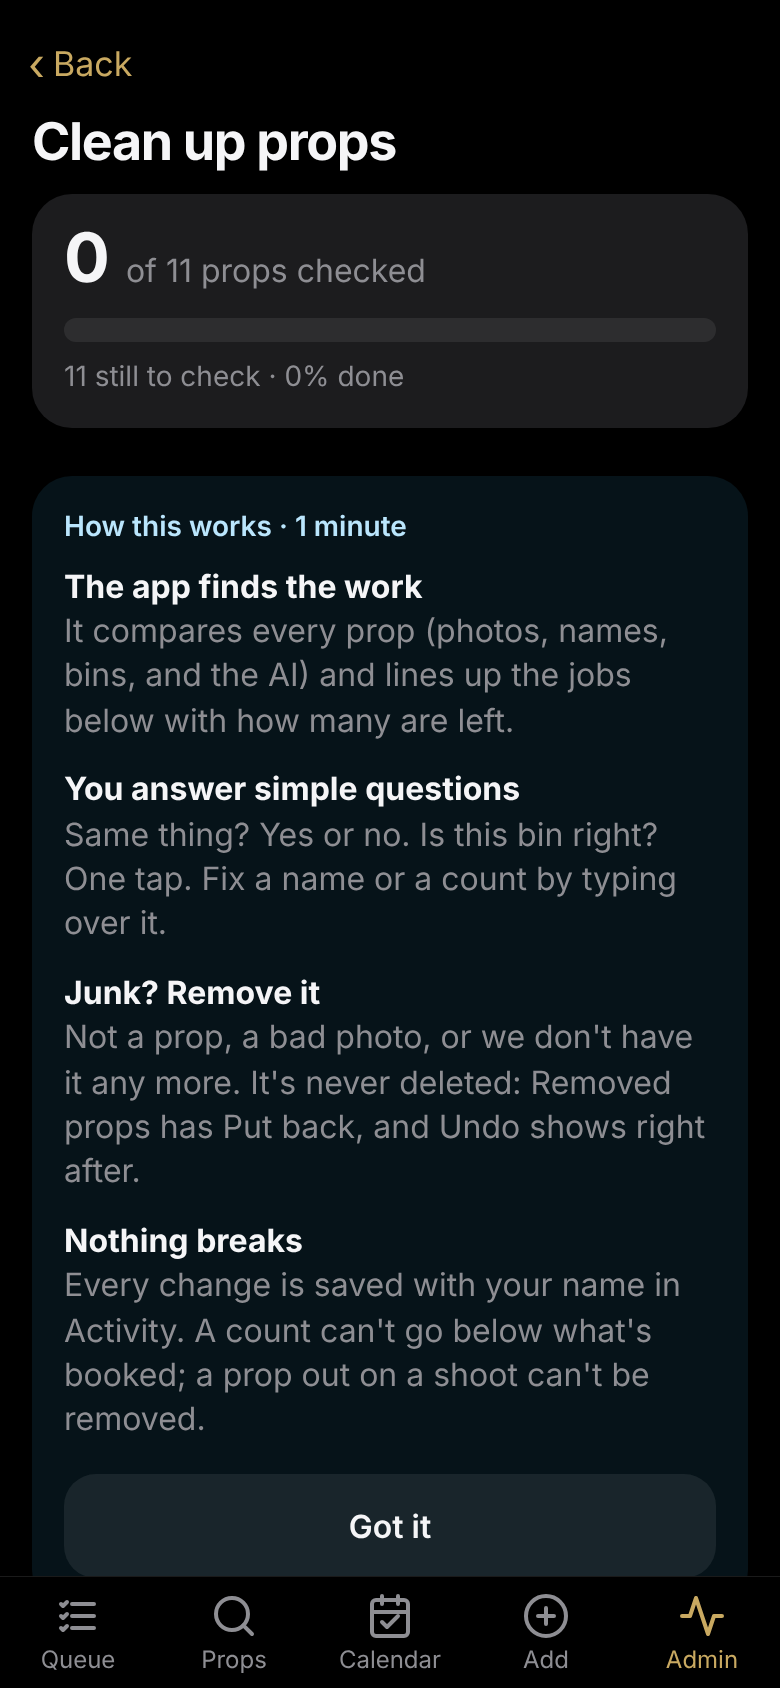 Back
Clean up props
0 of 11 props checked
11 still to check · 0% done
How this works · 1 minute
The app finds the work
It compares every prop (photos, names,
bins, and the AI) and lines up the jobs
below with how many are left.
You answer simple questions
Same thing? Yes or no. Is this bin right?
One tap. Fix a name or a count by typing
over it.
Junk? Remove it
Not a prop, a bad photo, or we don't have
it any more. It's never deleted: Removed
props has Put back, and Undo shows right
after.
Nothing breaks
Every change is saved with your name in
Activity. A count can't go below what's
booked; a prop out on a shoot can't be
removed.
Got it
Queue Props Calendar Add Admin